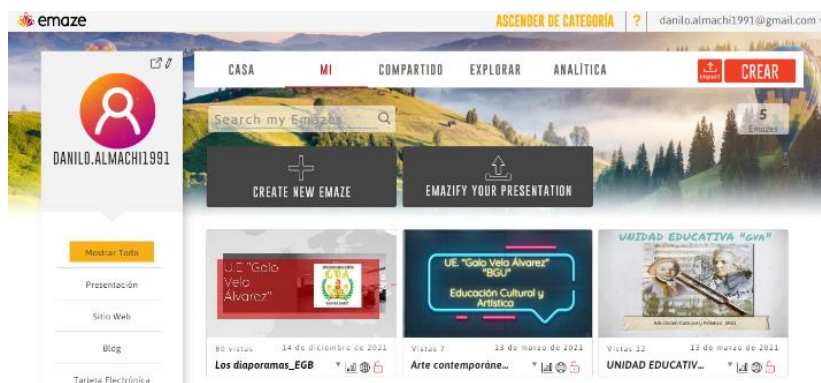 emaze
ASCENDER DE CATEGORÍA ? danilo.almachi1991@gmail.com
CASA MI COMPARTIDO EXPLORAR ANALÍTICA import CREAR
Search my Emazes
5
Emazes
DANILO.ALMACHI1991
CREATE NEW EMAZE
EMAZIFY YOUR PRESENTATION
Mostrar Todo
Presentación
Sitio Web
Blog
Tarjeta Electrónica
U.E "Galo
Vela
Álvarez"
80 vistas 14 de diciembre de 2021
Los diaporamas_EGB
UE. "Galo Vela Álvarez"
"BGU"
Educación Cultural y
Artística
Vistas 7 13 de marzo de 2021
Arte contemporáne...
UNIDAD EDUCATIVA "GVA"
Educación Cultural y Artística_BGU
Vistas 12 13 de marzo de 2021
UNIDAD EDUCATIV...